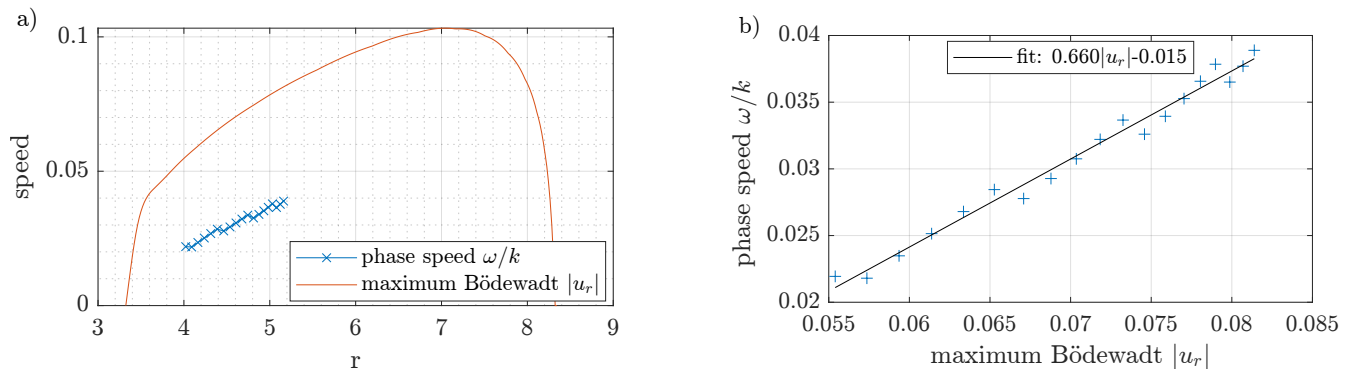 a)
speed
0.1
0.05
0
3 4 5 6 7 8 9
r
phase speed ω/k
maximum Bödewadt |u_r|
b)
phase speed ω/k
0.04
0.035
0.03
0.025
0.02
0.055 0.06 0.065 0.07 0.075 0.08 0.085
maximum Bödewadt |u_r|
fit: 0.660|u_r|-0.015